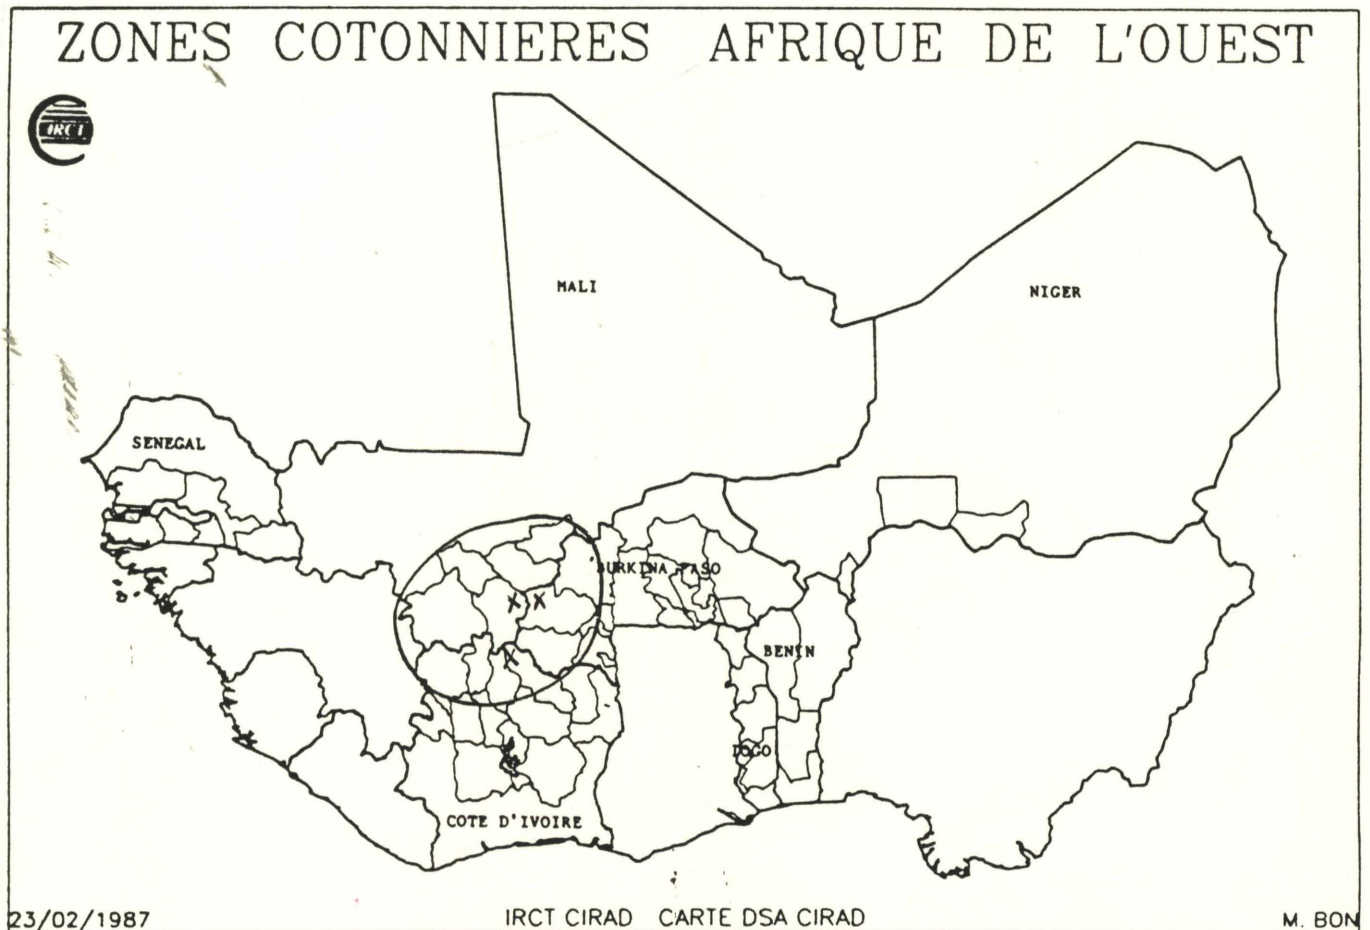 ZONES COTONNIERES AFRIQUE DE L'OUEST
IRCT
MALI
NIGER
SENEGAL
BURKINA FASO
BENIN
TOGO
COTE D'IVOIRE
23/02/1987
IRCT CIRAD CARTE DSA CIRAD
M. BON